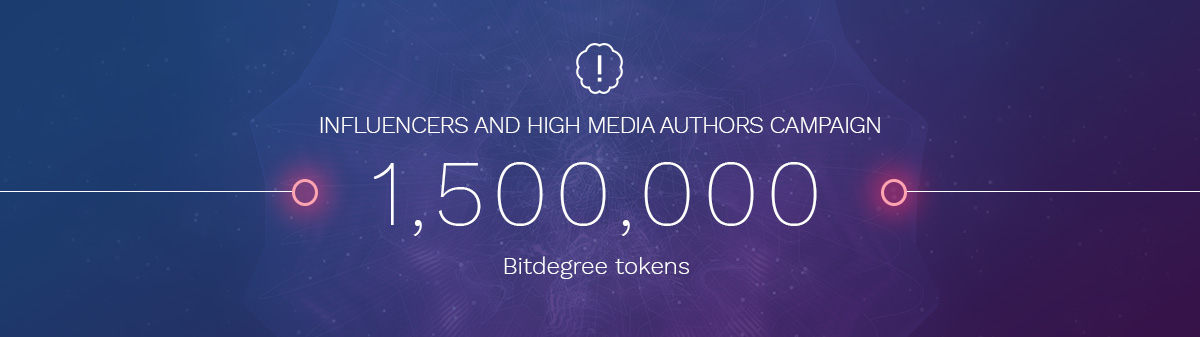 !
INFLUENCERS AND HIGH MEDIA AUTHORS CAMPAIGN
1,500,000
Bitdegree tokens